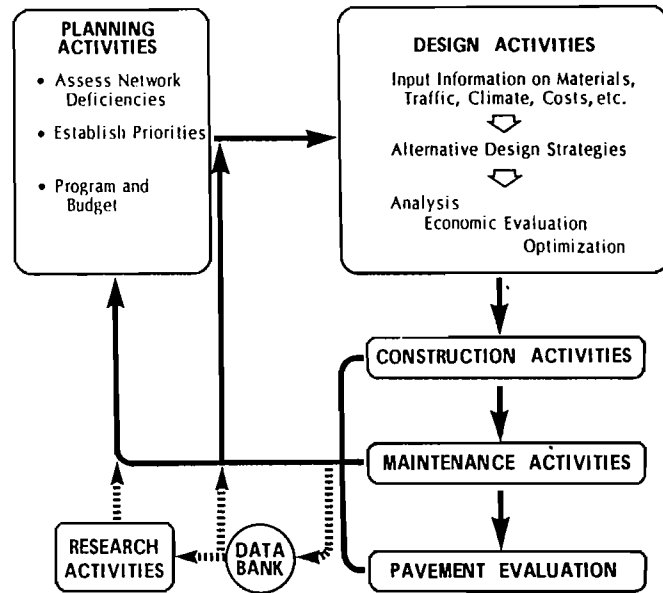 PLANNING
ACTIVITIES
• Assess Network
Deficiencies
• Establish Priorities
• Program and
Budget
DESIGN ACTIVITIES
Input Information on Materials,
Traffic, Climate, Costs, etc.
Alternative Design Strategies
Analysis
Economic Evaluation
Optimization
CONSTRUCTION ACTIVITIES
MAINTENANCE ACTIVITIES
PAVEMENT EVALUATION
RESEARCH
ACTIVITIES
DATA
BANK